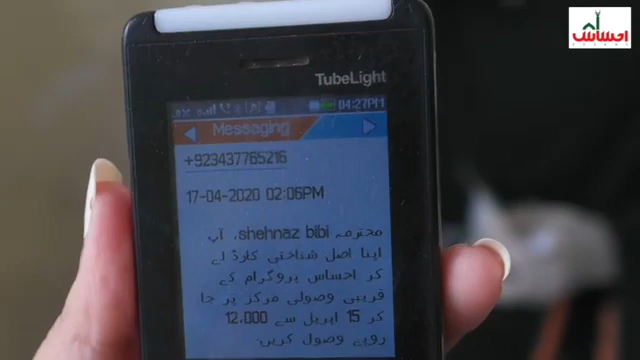 احساس
TubeLight
04:27PM
Messaging
+923437765216
17-04-2020 02:06PM
محترمہ shehnaz bibi، آپ
اپنا اصل شناختی کارڈ لے
کر احساس پروگرام کے
قریبی وصولی مرکز پر جا
کر 15 اپریل سے 12,000
روپے وصول کریں۔